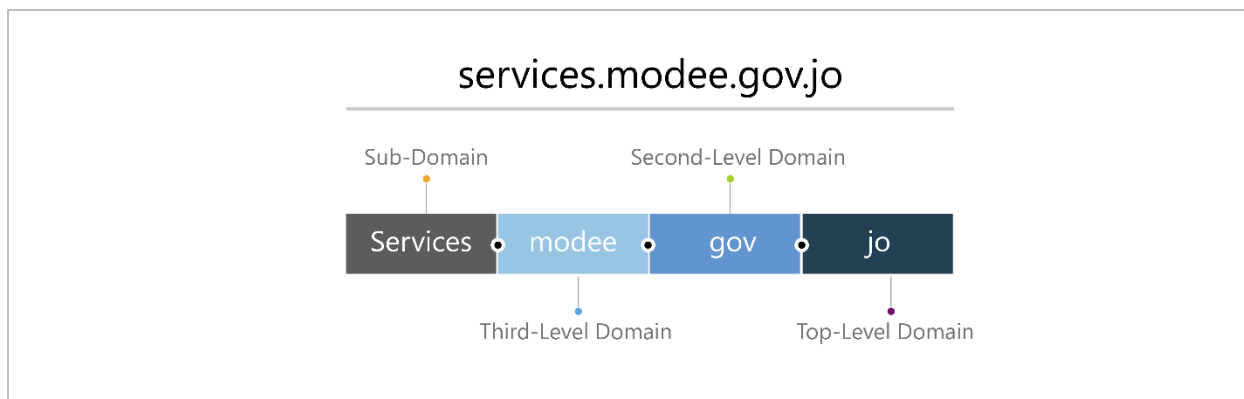 services.modee.gov.jo
Sub-Domain Second-Level Domain
Services modee gov jo
Third-Level Domain Top-Level Domain